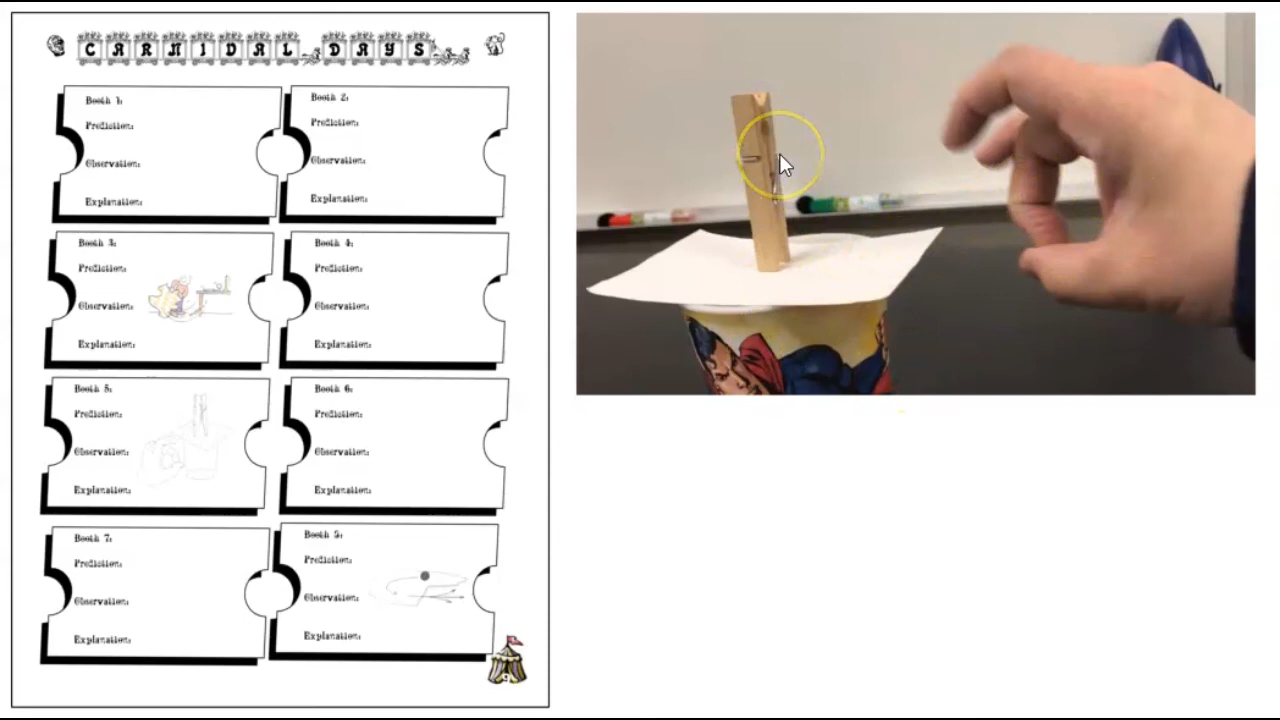 CARNIVAL DAYS
Booth 1:
Prediction:
Observation:
Explanation:
Booth 2:
Prediction:
Observation:
Explanation:
Booth 3:
Prediction:
Observation:
Explanation:
Booth 4:
Prediction:
Observation:
Explanation:
Booth 5:
Prediction:
Observation:
Explanation:
Booth 6:
Prediction:
Observation:
Explanation:
Booth 7:
Prediction:
Observation:
Explanation:
Booth 8:
Prediction:
Observation:
Explanation: